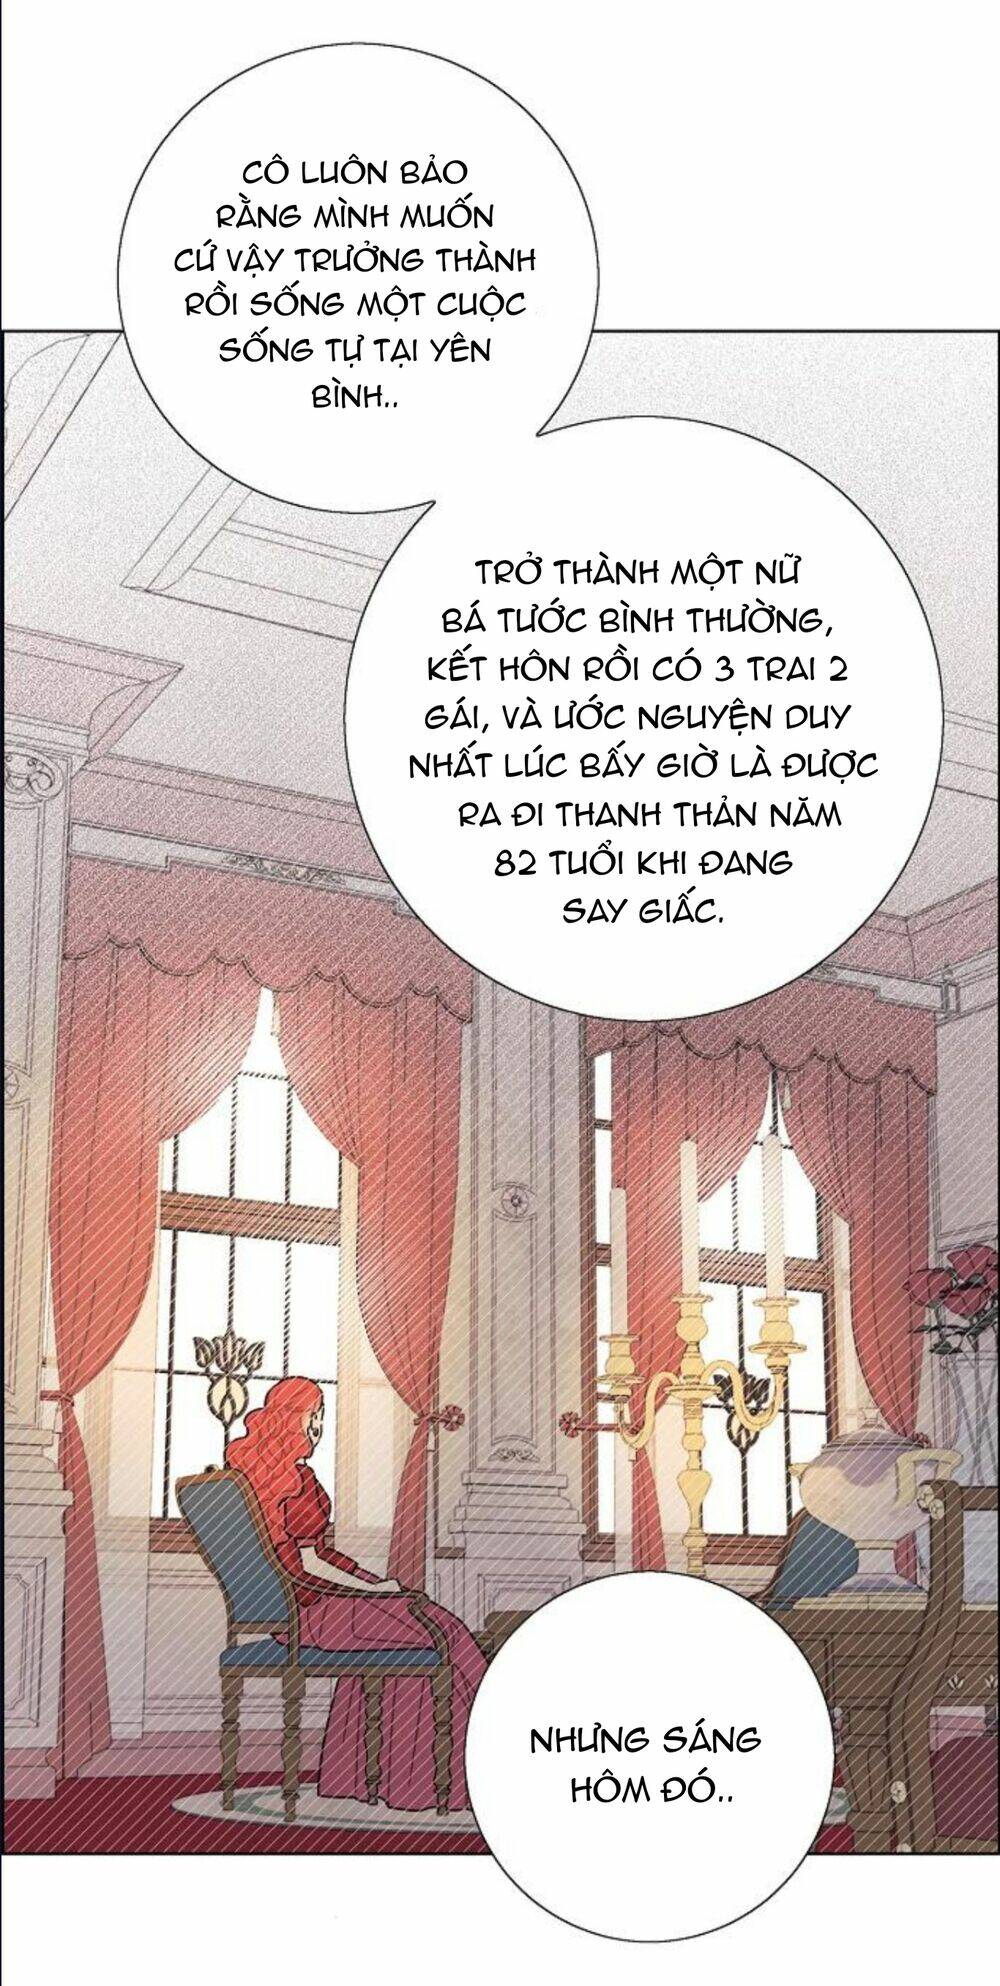 CÔ LUÔN BẢO
RẰNG MÌNH MUỐN
CỨ VẬY TRƯỞNG THÀNH
RỒI SỐNG MỘT CUỘC
SỐNG TỰ TẠI YÊN
BÌNH..
TRỞ THÀNH MỘT NỮ
BÁ TƯỚC BÌNH THƯỜNG,
KẾT HÔN RỒI CÓ 3 TRAI 2
GÁI, VÀ ƯỚC NGUYỆN DUY
NHẤT LÚC BẤY GIỜ LÀ ĐƯỢC
RA ĐI THANH THẢN NĂM
82 TUỔI KHI ĐANG
SAY GIẤC.
NHƯNG SÁNG
HÔM ĐÓ..